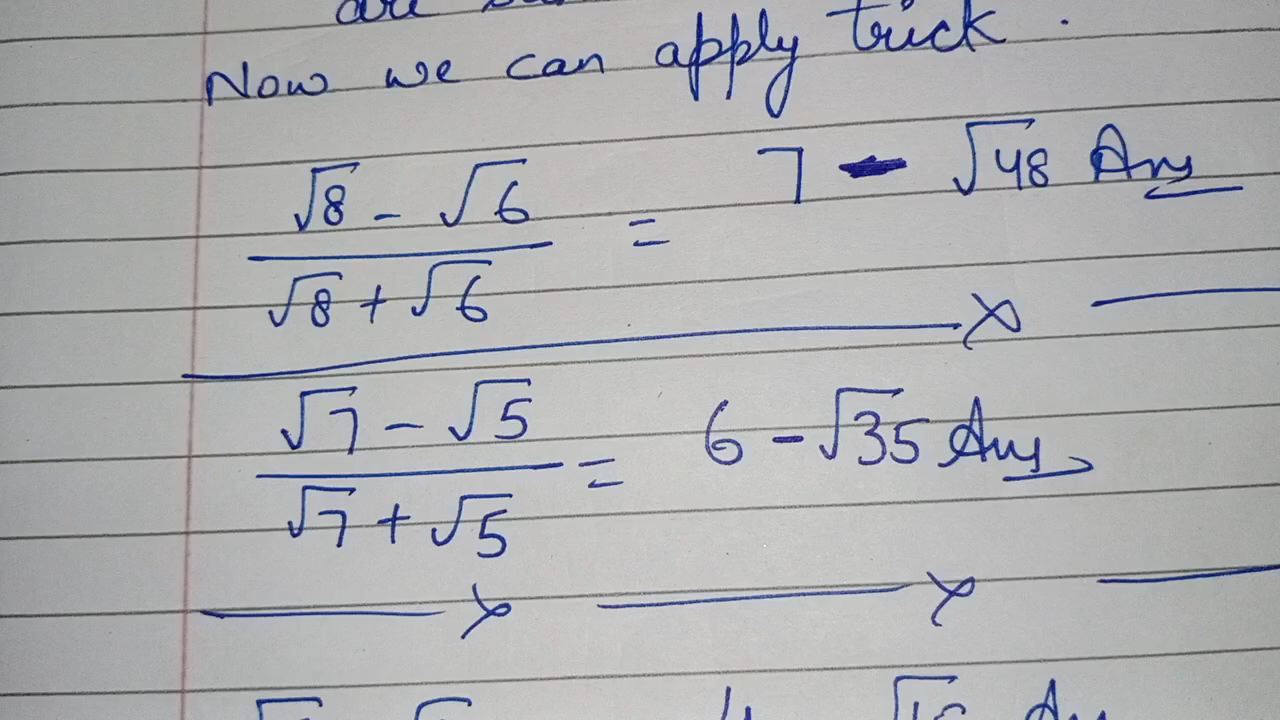 are
Now we can apply trick .
√8 - √6 / √8 + √6 = 7 - √48 Ans
√7 - √5 / √7 + √5 = 6 - √35 Ans